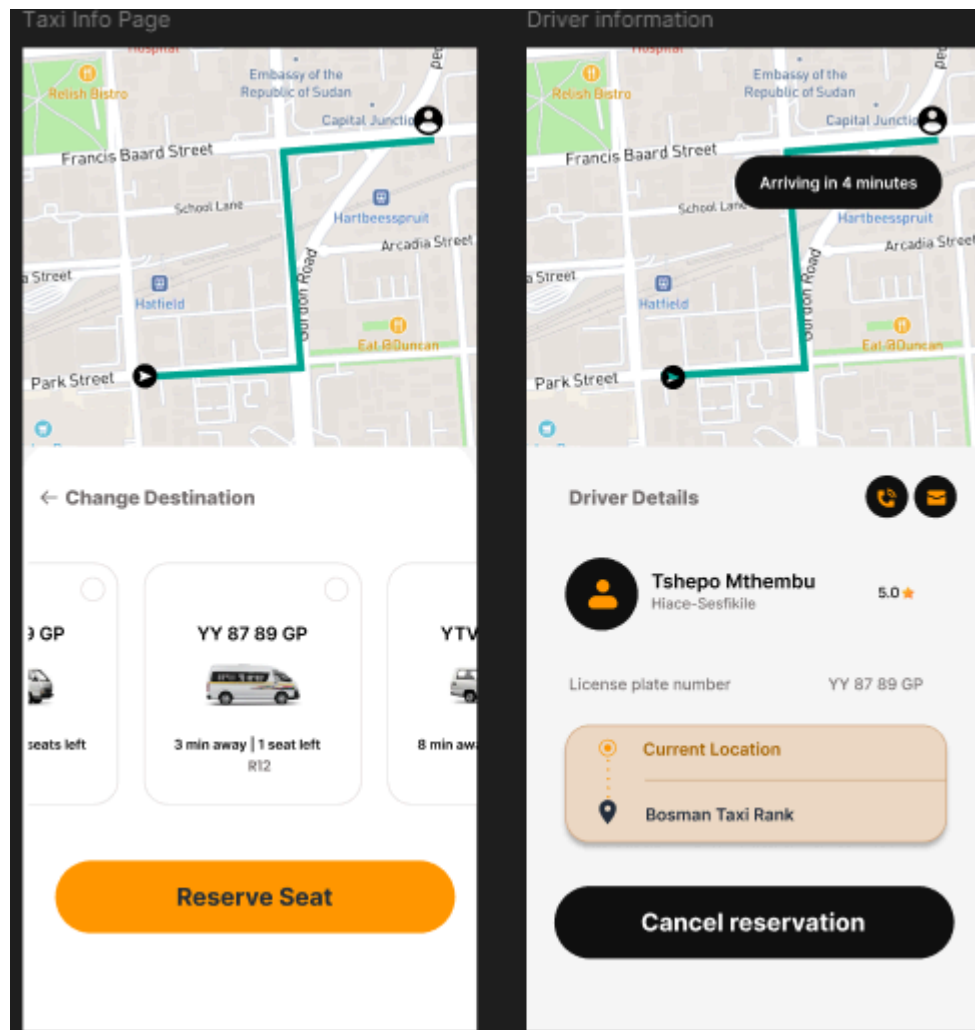 Taxi Info Page
Hospital
Relish Bistro
Embassy of the
Republic of Sudan
Capital Junctio
Francis Baard Street
School Lane
Hartbeesspruit
Arcadia Street
a Street
Hatfield
Gordon Road
Eat @Duncan
Park Street
← Change Destination
9 GP
seats left
YY 87 89 GP
3 min away | 1 seat left
R12
YTV
8 min awa
Reserve Seat
Driver information
Hospital
Relish Bistro
Embassy of the
Republic of Sudan
Capital Junctio
Francis Baard Street
Arriving in 4 minutes
School Lane
Hartbeesspruit
Arcadia Street
a Street
Hatfield
Road
Eat @Duncan
Park Street
Driver Details
Tshepo Mthembu
Hiace-Sesfikile
5.0
License plate number
YY 87 89 GP
Current Location
Bosman Taxi Rank
Cancel reservation